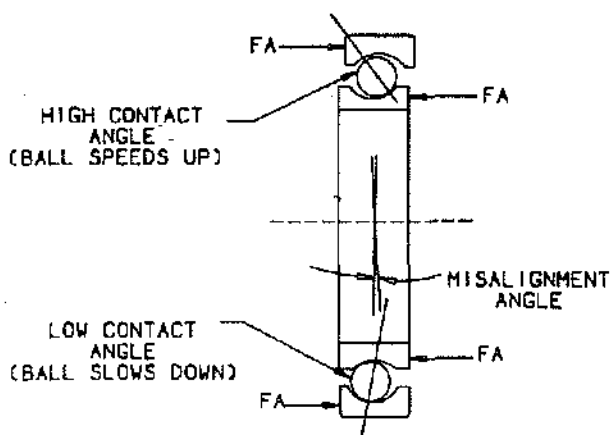 FA
FA
HIGH CONTACT
ANGLE
(BALL SPEEDS UP)
MISALIGNMENT
ANGLE
LOW CONTACT
ANGLE
(BALL SLOWS DOWN)
FA
FA